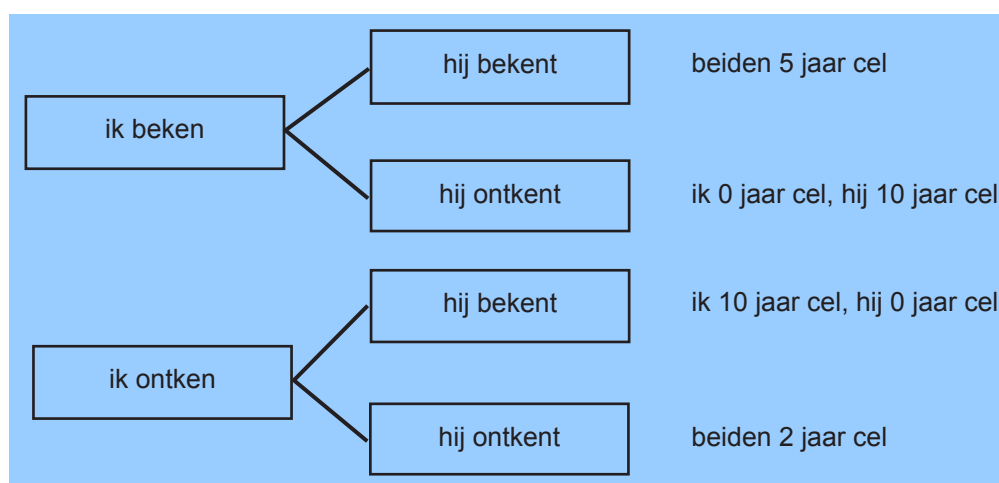 hij bekent
beiden 5 jaar cel
ik beken
hij ontkent
ik 0 jaar cel, hij 10 jaar cel
hij bekent
ik 10 jaar cel, hij 0 jaar cel
ik ontken
hij ontkent
beiden 2 jaar cel